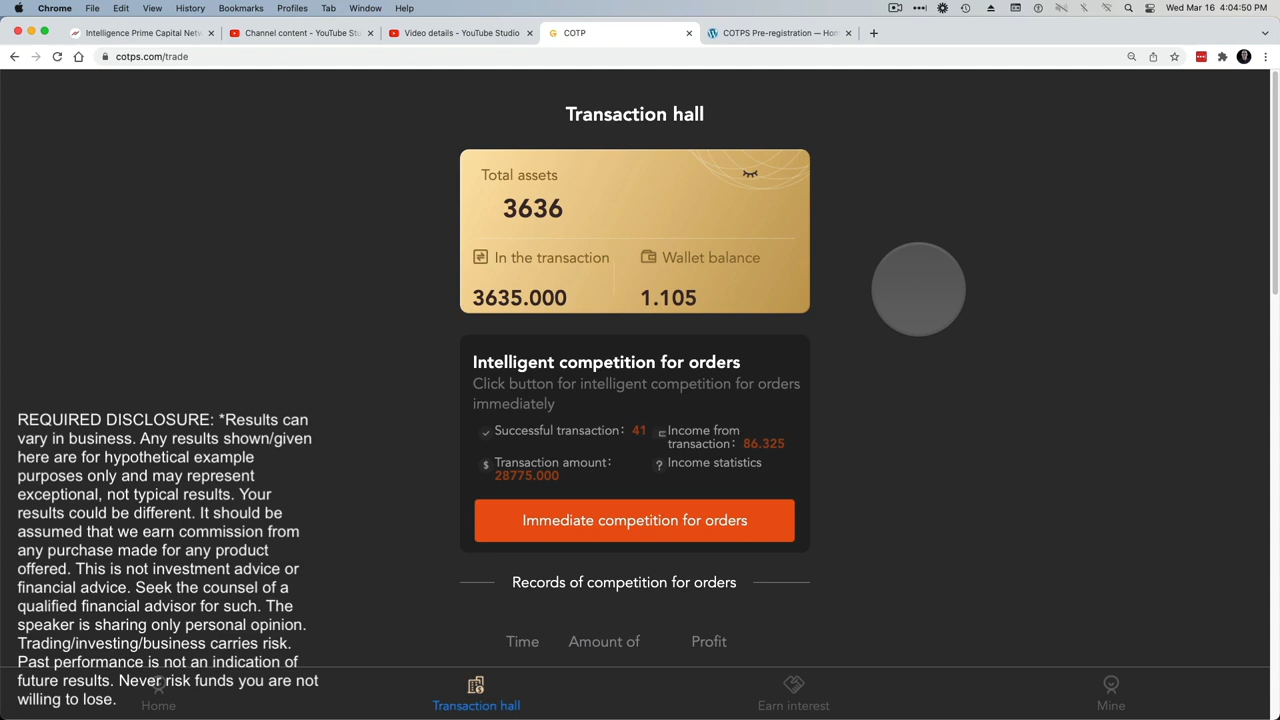 Chrome File Edit View History Bookmarks Profiles Tab Window Help Wed Mar 16 4:04:50 PM
Intelligence Prime Capital Netw Channel content - YouTube Stu Video details - YouTube Studio COTP COTPS Pre-registration — Hom
cotps.com/trade
Transaction hall
Total assets
3636
In the transaction Wallet balance
3635.000 1.105
Intelligent competition for orders
Click button for intelligent competition for orders
immediately
Successful transaction: 41 Income from
transaction: 86.325
Transaction amount: Income statistics
28775.000
Immediate competition for orders
Records of competition for orders
Time Amount of Profit
REQUIRED DISCLOSURE: *Results can
vary in business. Any results shown/given
here are for hypothetical example
purposes only and may represent
exceptional, not typical results. Your
results could be different. It should be
assumed that we earn commission from
any purchase made for any product
offered. This is not investment advice or
financial advice. Seek the counsel of a
qualified financial advisor for such. The
speaker is sharing only personal opinion.
Trading/investing/business carries risk.
Past performance is not an indication of
future results. Never risk funds you are not
willing to lose.
Home Transaction hall Earn interest Mine